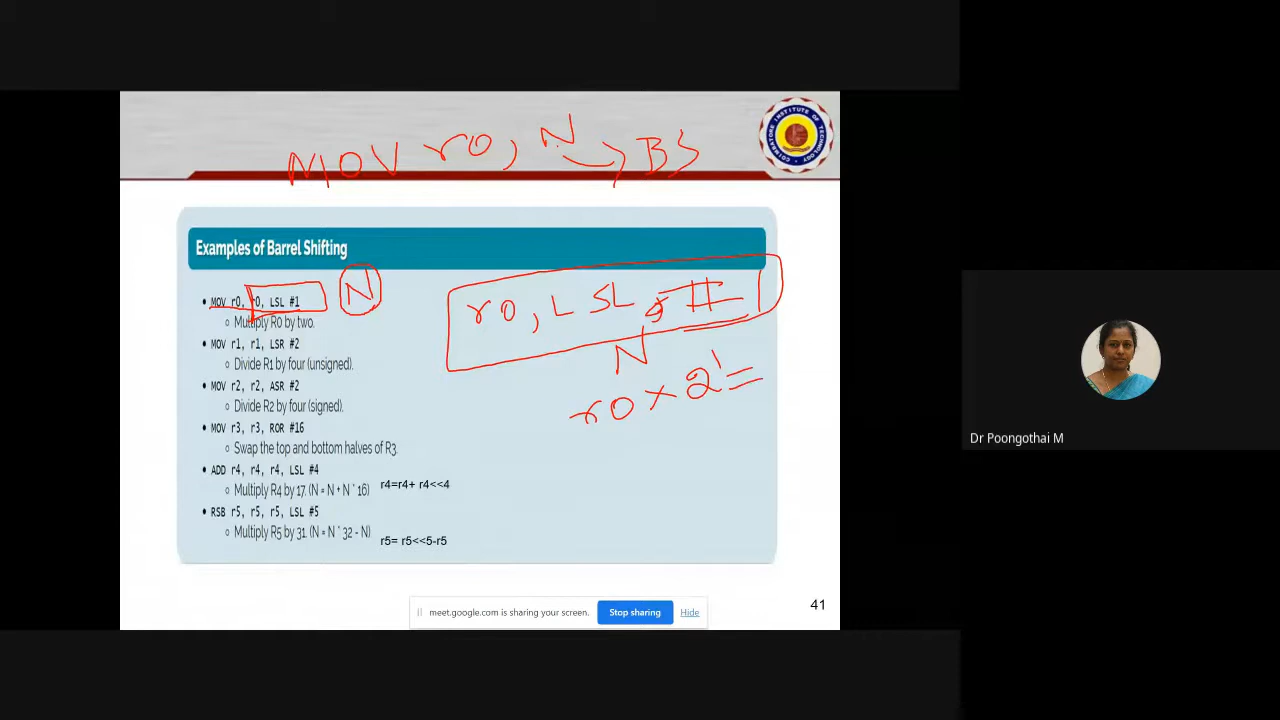 MOV r0, N → BS
COIMBATORE INSTITUTE OF TECHNOLOGY
Examples of Barrel Shifting
• MOV r0, r0, LSL #1
N
r0, LSL, #1
○ Multiply R0 by two.
N
• MOV r1, r1, LSR #2
○ Divide R1 by four (unsigned).
r0 × 2¹ =
• MOV r2, r2, ASR #2
○ Divide R2 by four (signed).
• MOV r3, r3, ROR #16
○ Swap the top and bottom halves of R3.
Dr Poongothai M
• ADD r4, r4, r4, LSL #4
○ Multiply R4 by 17. (N = N + N * 16)
r4=r4+ r4<<4
• RSB r5, r5, r5, LSL #5
○ Multiply R5 by 31. (N = N * 32 - N)
r5= r5<<5-r5
41
meet.google.com is sharing your screen. Stop sharing Hide